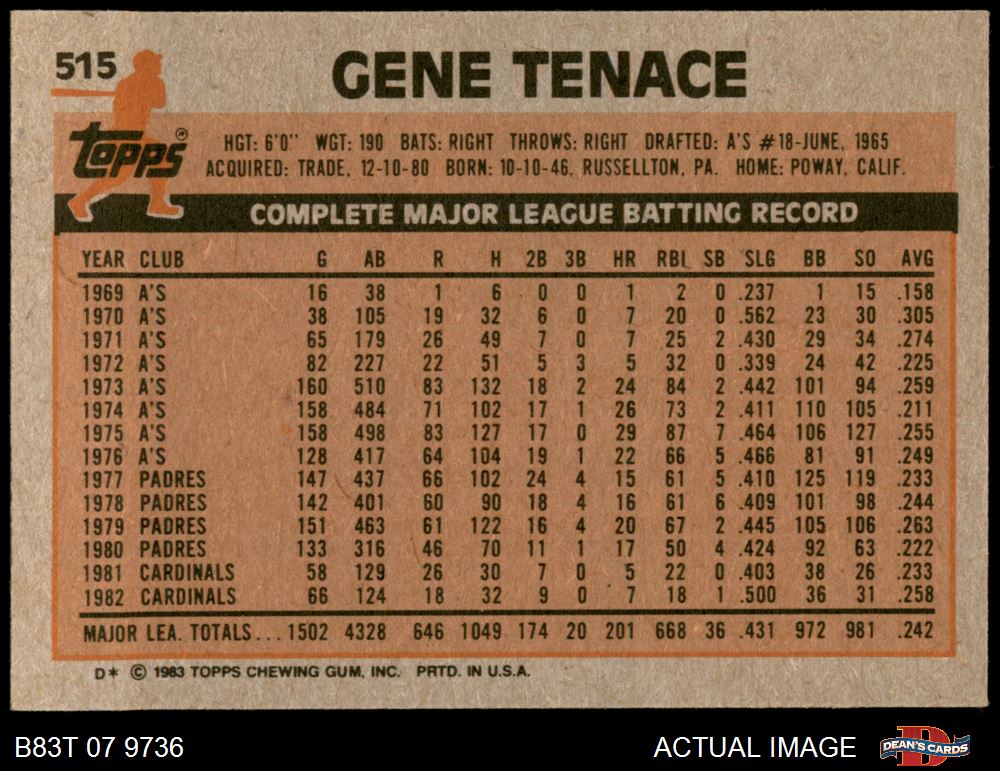 515
GENE TENACE
Topps®
HGT: 6'0" WGT: 190 BATS: RIGHT THROWS: RIGHT DRAFTED: A'S #18-JUNE, 1965
ACQUIRED: TRADE, 12-10-80 BORN: 10-10-46, RUSSELLTON, PA. HOME: POWAY, CALIF.
COMPLETE MAJOR LEAGUE BATTING RECORD
YEAR CLUB G AB R H 2B 3B HR RBI SB SLG BB SO AVG
1969 A'S 16 38 1 6 0 0 1 2 0 .237 1 15 .158
1970 A'S 38 105 19 32 6 0 7 20 0 .562 23 30 .305
1971 A'S 65 179 26 49 7 0 7 25 2 .430 29 34 .274
1972 A'S 82 227 22 51 5 3 5 32 0 .339 24 42 .225
1973 A'S 160 510 83 132 18 2 24 84 2 .442 101 94 .259
1974 A'S 158 484 71 102 17 1 26 73 2 .411 110 105 .211
1975 A'S 158 498 83 127 17 0 29 87 7 .464 106 127 .255
1976 A'S 128 417 64 104 19 1 22 66 5 .466 81 91 .249
1977 PADRES 147 437 66 102 24 4 15 61 5 .410 125 119 .233
1978 PADRES 142 401 60 90 18 4 16 61 6 .409 101 98 .244
1979 PADRES 151 463 61 122 16 4 20 67 2 .445 105 106 .263
1980 PADRES 133 316 46 70 11 1 17 50 4 .424 92 63 .222
1981 CARDINALS 58 129 26 30 7 0 5 22 0 .403 38 26 .233
1982 CARDINALS 66 124 18 32 9 0 7 18 1 .500 36 31 .258
MAJOR LEA. TOTALS... 1502 4328 646 1049 174 20 201 668 36 .431 972 981 .242
D* © 1983 TOPPS CHEWING GUM, INC. PRTD. IN U.S.A.
B83T 07 9736
ACTUAL IMAGE
DEAN'S CARDS